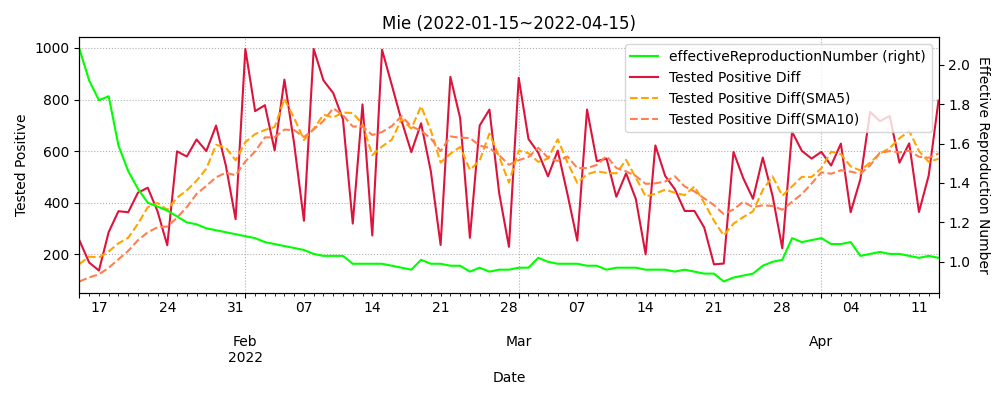 Mie (2022-01-15~2022-04-15)
effectiveReproductionNumber (right)
Tested Positive Diff
Tested Positive Diff(SMA5)
Tested Positive Diff(SMA10)
Tested Positive
1000
800
600
400
200
Effective Reproduction Number
2.0
1.8
1.6
1.4
1.2
1.0
17 24 31 07 14 21 28 07 14 21 28 04 11
Feb Mar Apr
2022
Date